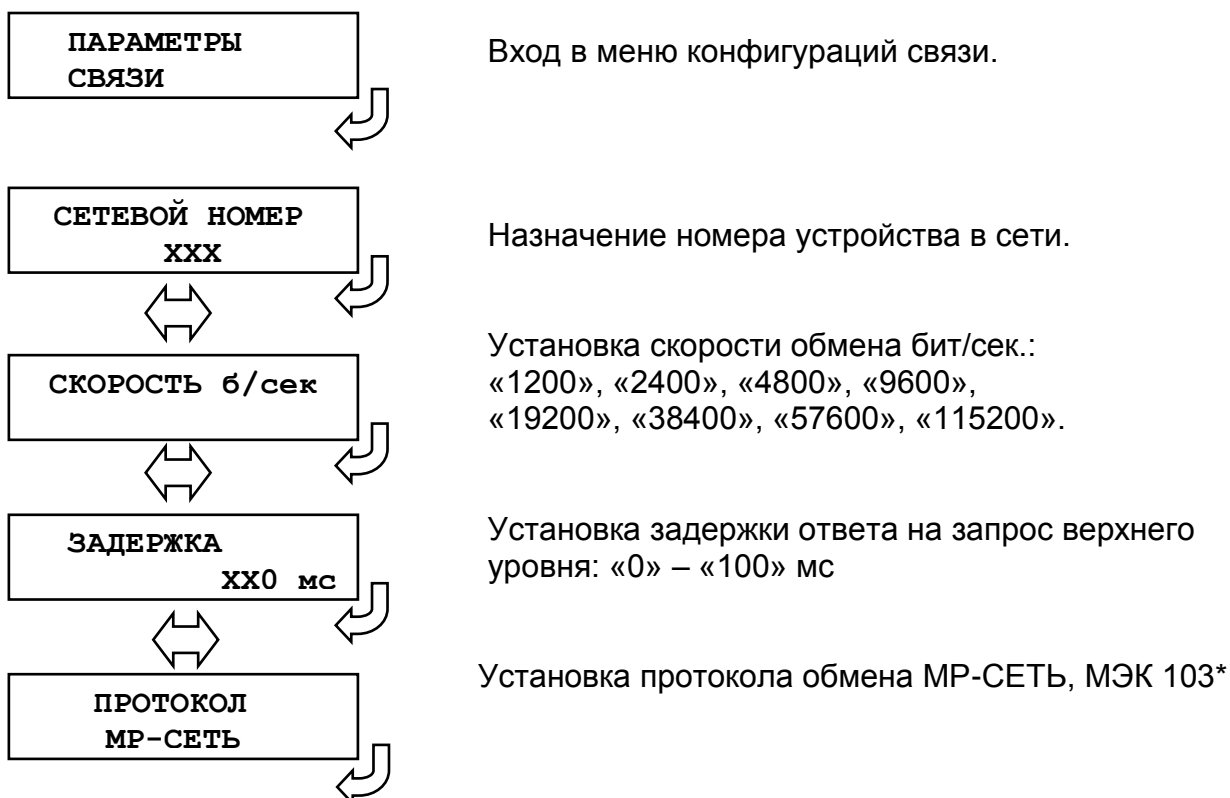 ПАРАМЕТРЫ
СВЯЗИ
Вход в меню конфигураций связи.
СЕТЕВОЙ НОМЕР
XXX
Назначение номера устройства в сети.
СКОРОСТЬ б/сек
Установка скорости обмена бит/сек.:
«1200», «2400», «4800», «9600»,
«19200», «38400», «57600», «115200».
ЗАДЕРЖКА
XX0 мс
Установка задержки ответа на запрос верхнего
уровня: «0» – «100» мс
ПРОТОКОЛ
МР-СЕТЬ
Установка протокола обмена МР-СЕТЬ, МЭК 103*